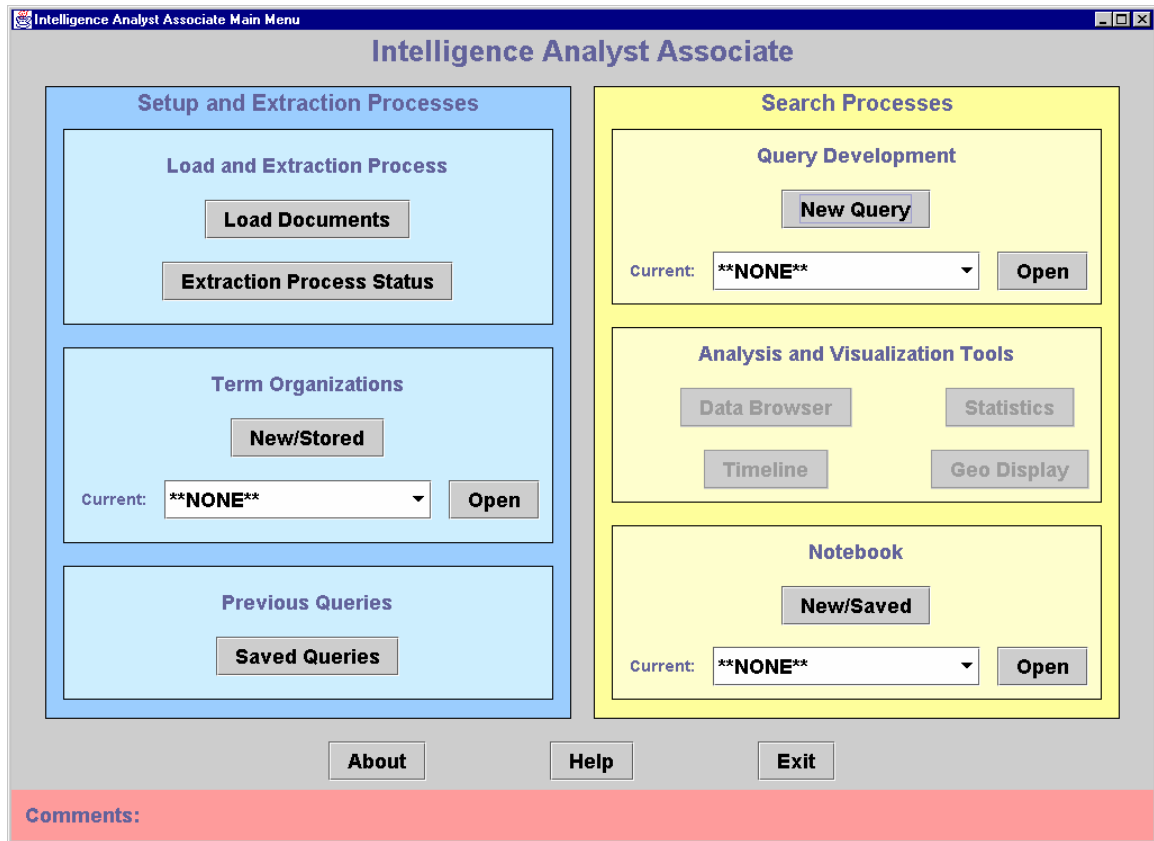 Intelligence Analyst Associate Main Menu
Intelligence Analyst Associate
Setup and Extraction Processes
Load and Extraction Process
Load Documents
Extraction Process Status
Term Organizations
New/Stored
Current: **NONE** Open
Previous Queries
Saved Queries
Search Processes
Query Development
New Query
Current: **NONE** Open
Analysis and Visualization Tools
Data Browser Statistics
Timeline Geo Display
Notebook
New/Saved
Current: **NONE** Open
About Help Exit
Comments: